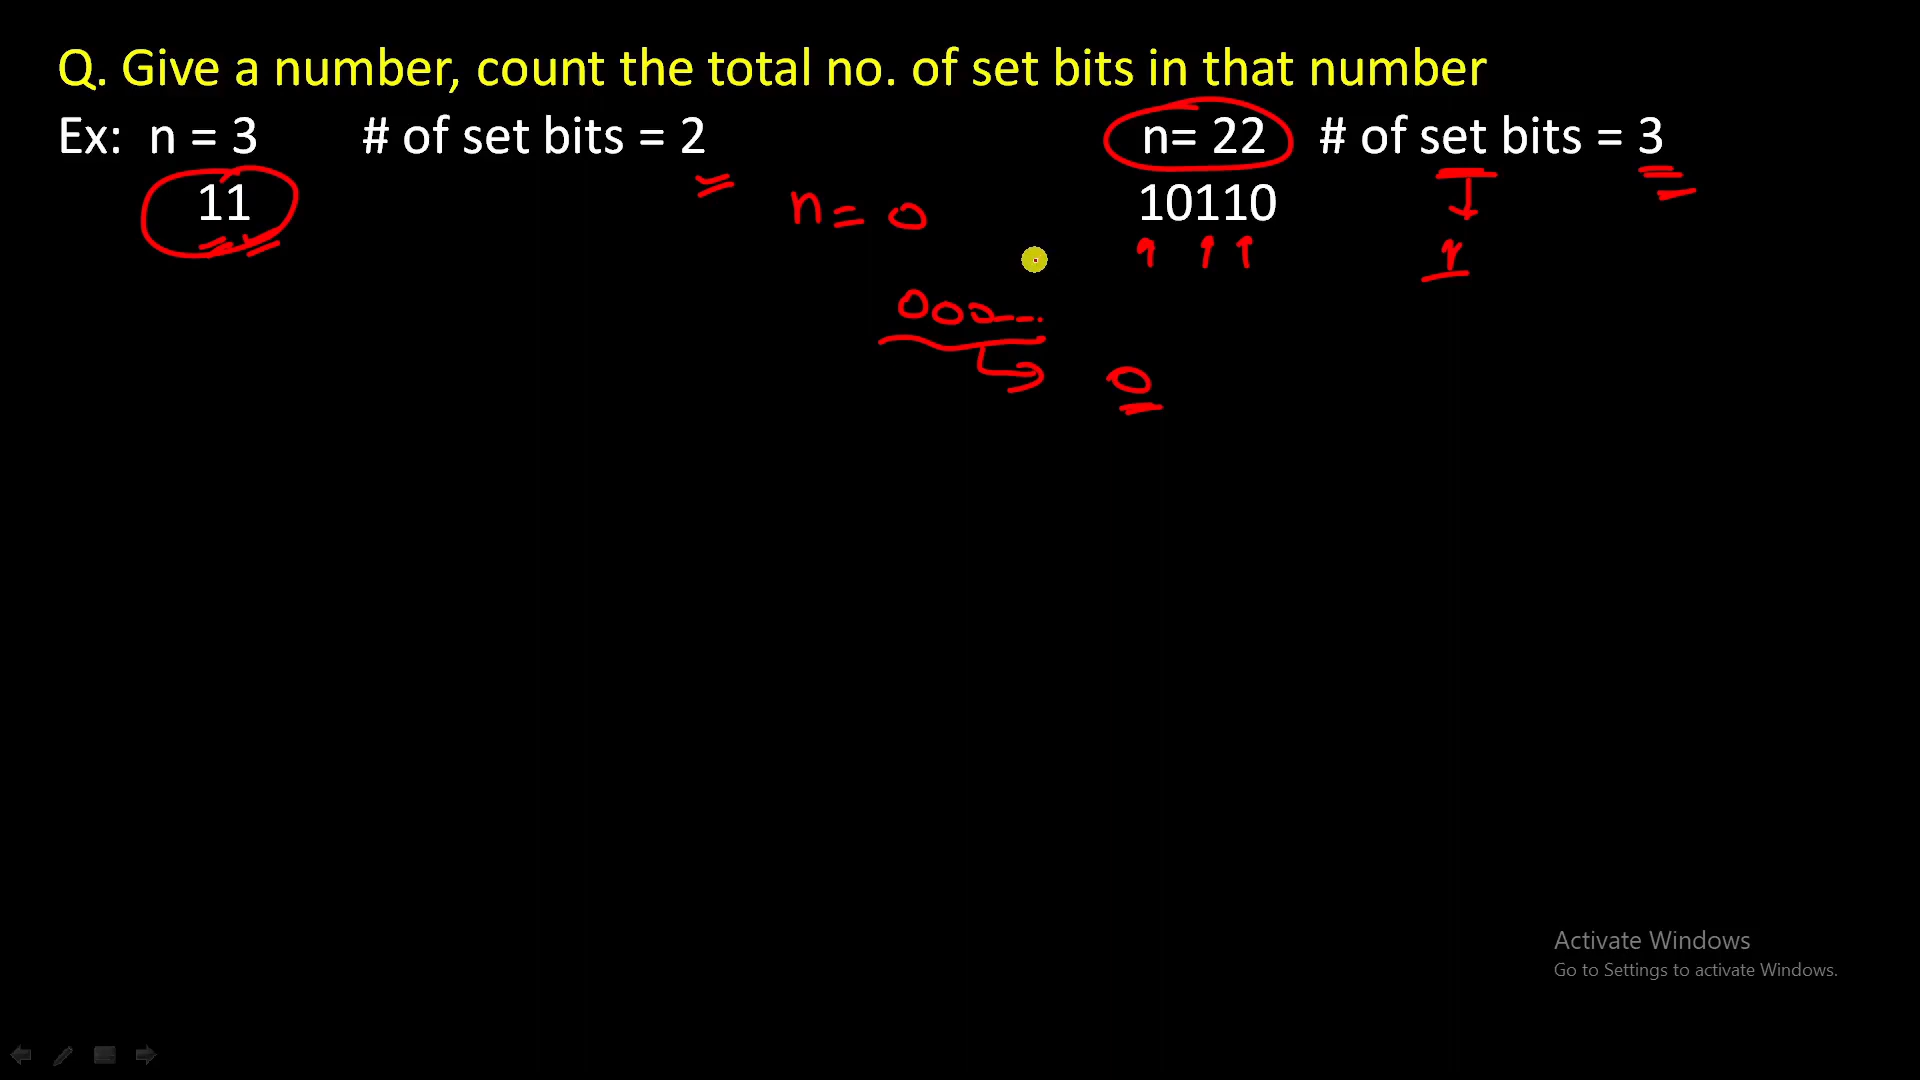 Q. Give a number, count the total no. of set bits in that number
Ex: n = 3 # of set bits = 2 n= 22 # of set bits = 3
11 n = 0 10110
1
000---.
0
Activate Windows
Go to Settings to activate Windows.